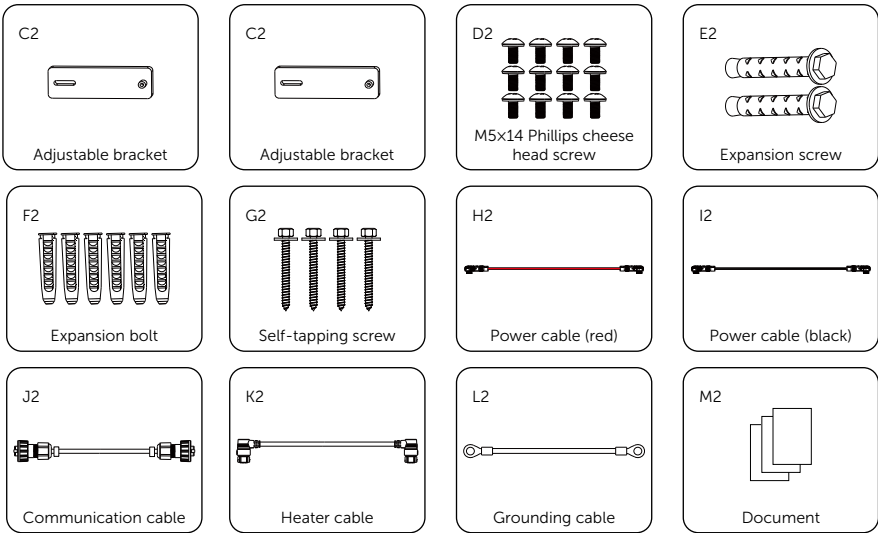 C2
Adjustable bracket
C2
Adjustable bracket
D2
M5×14 Phillips cheese
head screw
E2
Expansion screw
F2
Expansion bolt
G2
Self-tapping screw
H2
Power cable (red)
I2
Power cable (black)
J2
Communication cable
K2
Heater cable
L2
Grounding cable
M2
Document